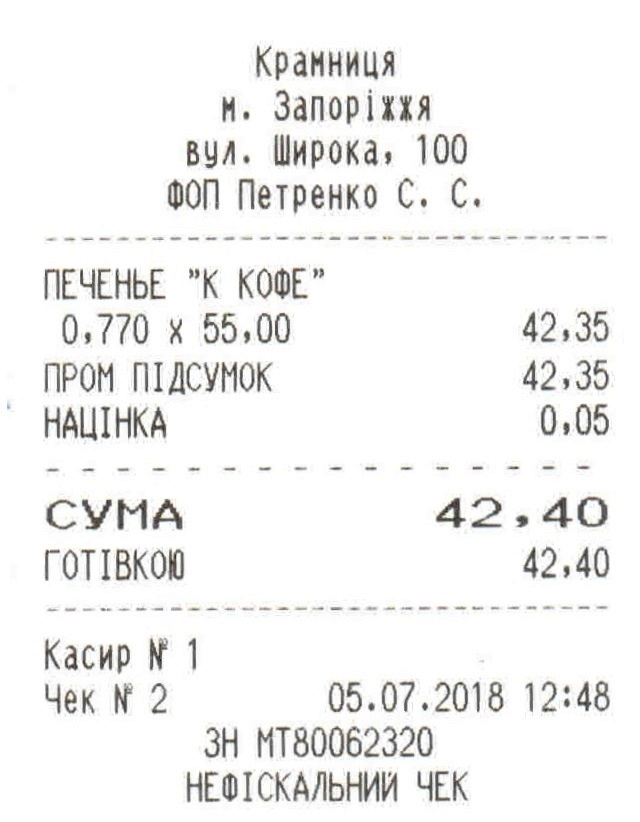 Крамниця
м. Запоріжжя
вул. Широка, 100
ФОП Петренко С. С.
ПЕЧЕНЬЕ "К КОФЕ"
0,770 x 55,00 42,35
ПРОМ ПІДСУМОК 42,35
НАЦІНКА 0,05
СУМА 42,40
ГОТІВКОЮ 42,40
Касир № 1
Чек № 2 05.07.2018 12:48
ЗН МТ80062320
НЕФІСКАЛЬНИЙ ЧЕК